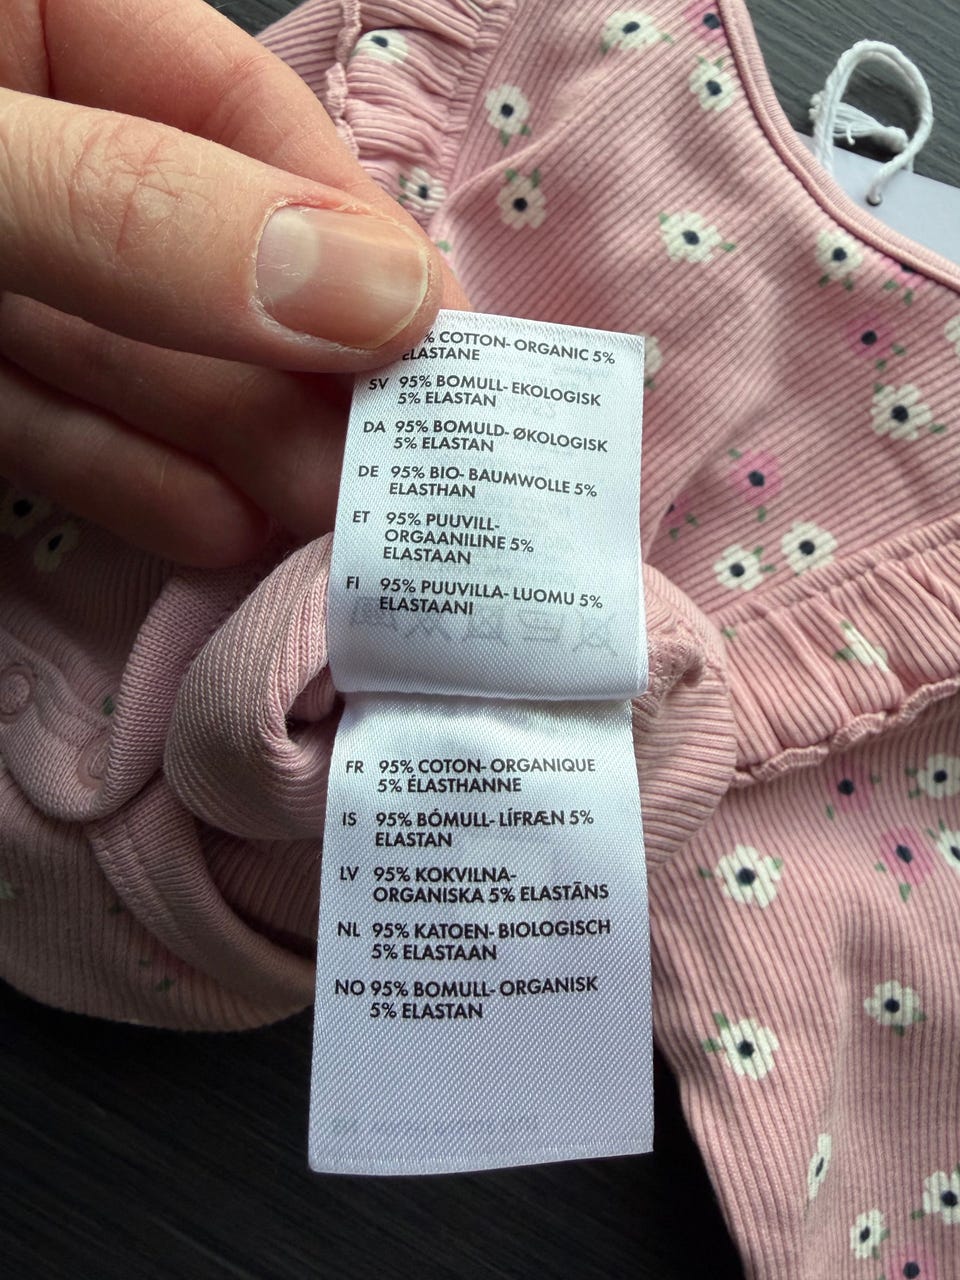 % COTTON- ORGANIC 5%
ELASTANE
SV 95% BOMULL- EKOLOGISK
5% ELASTAN
DA 95% BOMULD- ØKOLOGISK
5% ELASTAN
DE 95% BIO- BAUMWOLLE 5%
ELASTHAN
ET 95% PUUVILL-
ORGAANILINE 5%
ELASTAAN
FI 95% PUUVILLA- LUOMU 5%
ELASTAANI
FR 95% COTON- ORGANIQUE
5% ÉLASTHANNE
IS 95% BÓMULL- LÍFRÆN 5%
ELASTAN
LV 95% KOKVILNA-
ORGANISKA 5% ELASTĀNS
NL 95% KATOEN- BIOLOGISCH
5% ELASTAAN
NO 95% BOMULL- ORGANISK
5% ELASTAN